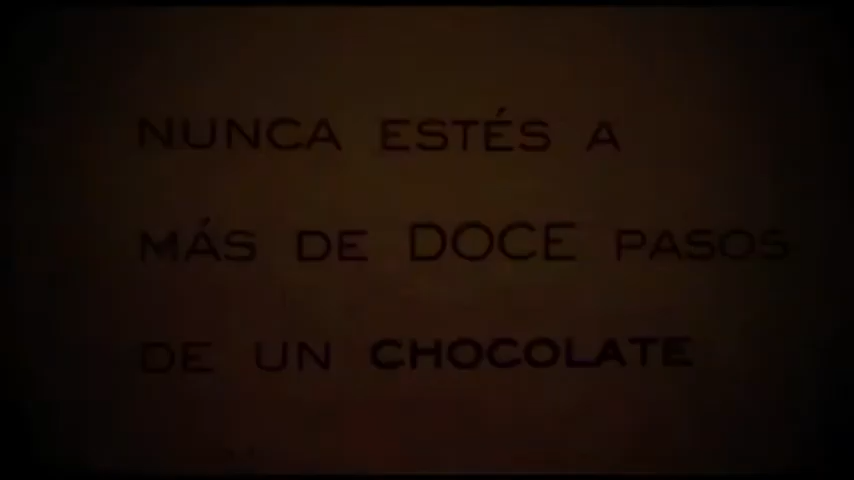 NUNCA ESTÉS A
MÁS DE DOCE PASOS
DE UN CHOCOLATE